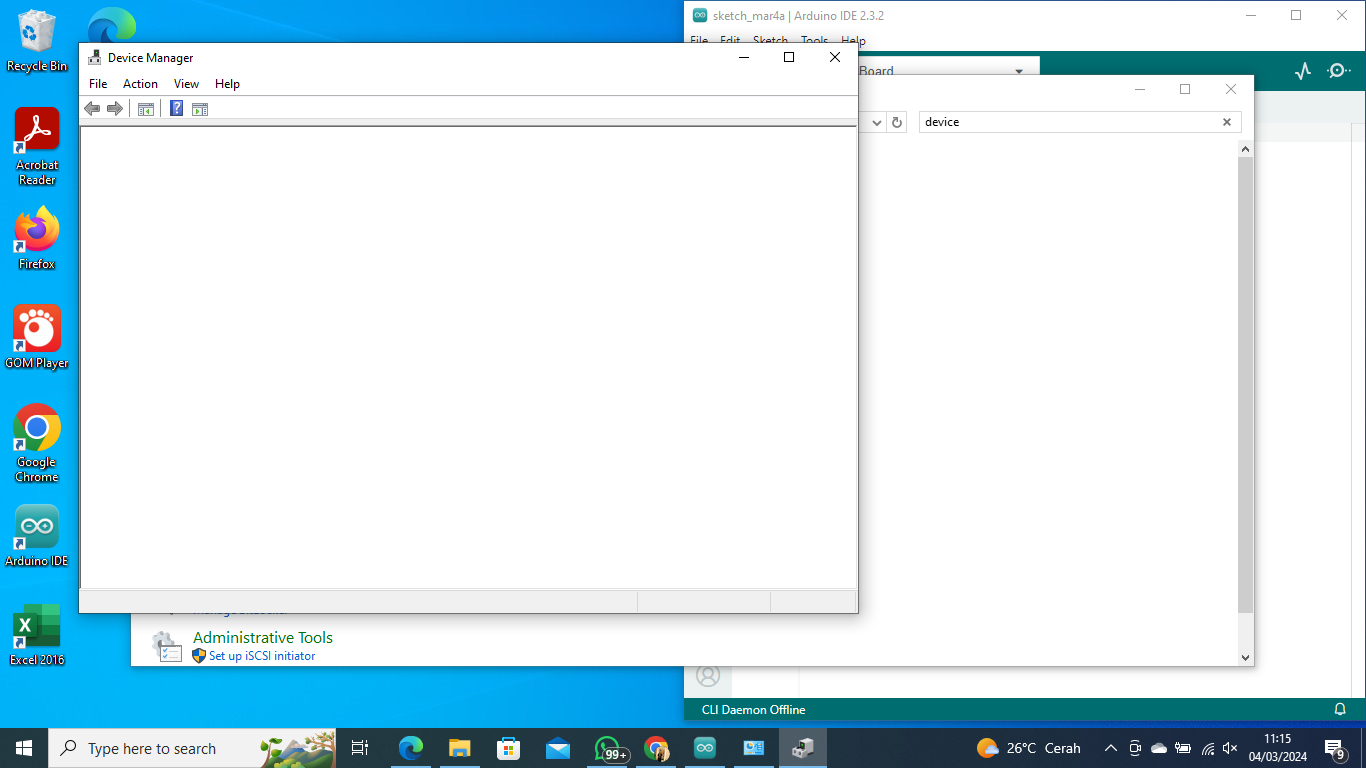 Recycle Bin
Acrobat
Reader
Firefox
GOM Player
Google
Chrome
Arduino IDE
Excel 2016
sketch_mar4a | Arduino IDE 2.3.2
File Edit Sketch Tools Help
Board
Device Manager
File Action View Help
device
Administrative Tools
Set up iSCSI initiator
CLI Daemon Offline
Type here to search
99+
26°C Cerah
11:15
04/03/2024
9